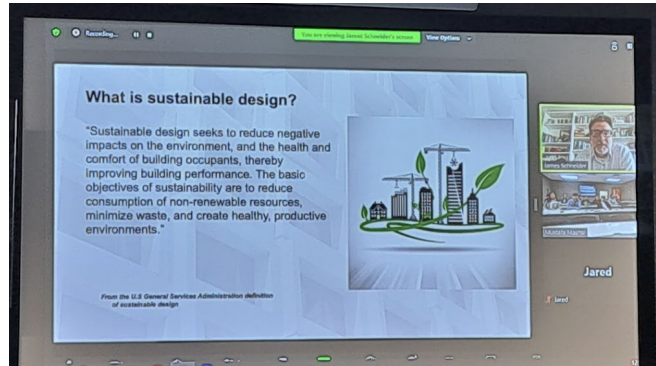 Recording...
You are viewing James Schneider's screen
View Options
What is sustainable design?
"Sustainable design seeks to reduce negative
impacts on the environment, and the health and
comfort of building occupants, thereby
improving building performance. The basic
objectives of sustainability are to reduce
consumption of non-renewable resources,
minimize waste, and create healthy, productive
environments."
From the U.S General Services Administration definition
of sustainable design
James Schneider
Jared
Jared